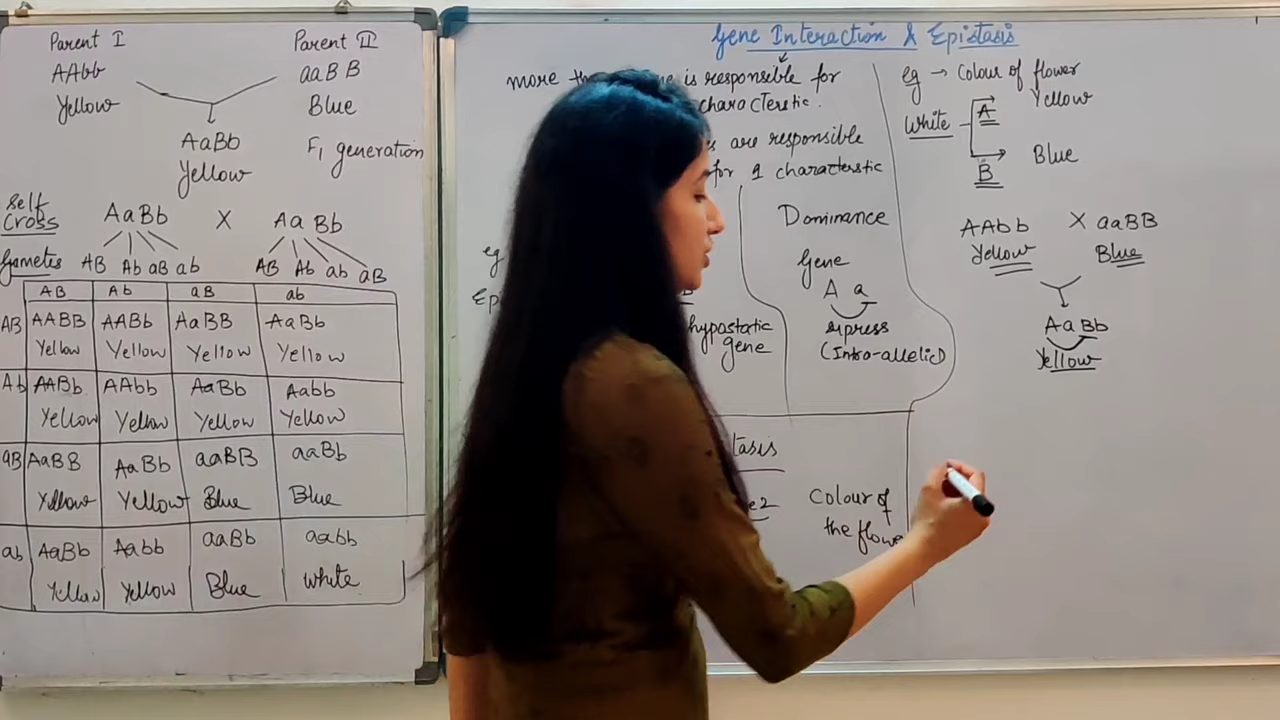 Parent I Parent II
AAbb aaBB
Yellow Blue
AaBb F1 generation
Yellow
Self
Cross AaBb X AaBb
Gametes AB Ab aB ab AB Ab ab aB
AB Ab aB ab
AB AABB AABb AaBB AaBb
Yellow Yellow Yellow Yellow
Ab AABb AAbb AaBb Aabb
Yellow Yellow Yellow Yellow
aB AaBB AaBb aaBB aaBb
Yellow Yellow Blue Blue
ab AaBb Aabb aaBb aabb
Yellow Yellow Blue White
Gene Interaction & Epistasis
more is responsible for
characteretic.
are responsible
for 1 characterstic
eg
hypostatic
gene
Dominance
Gene
A a
repress
(Intra-allelic)
Colour of
the
eg → Colour of flower
White A Yellow
B Blue
AAbb X aaBB
Yellow Blue
AaBb
Yellow